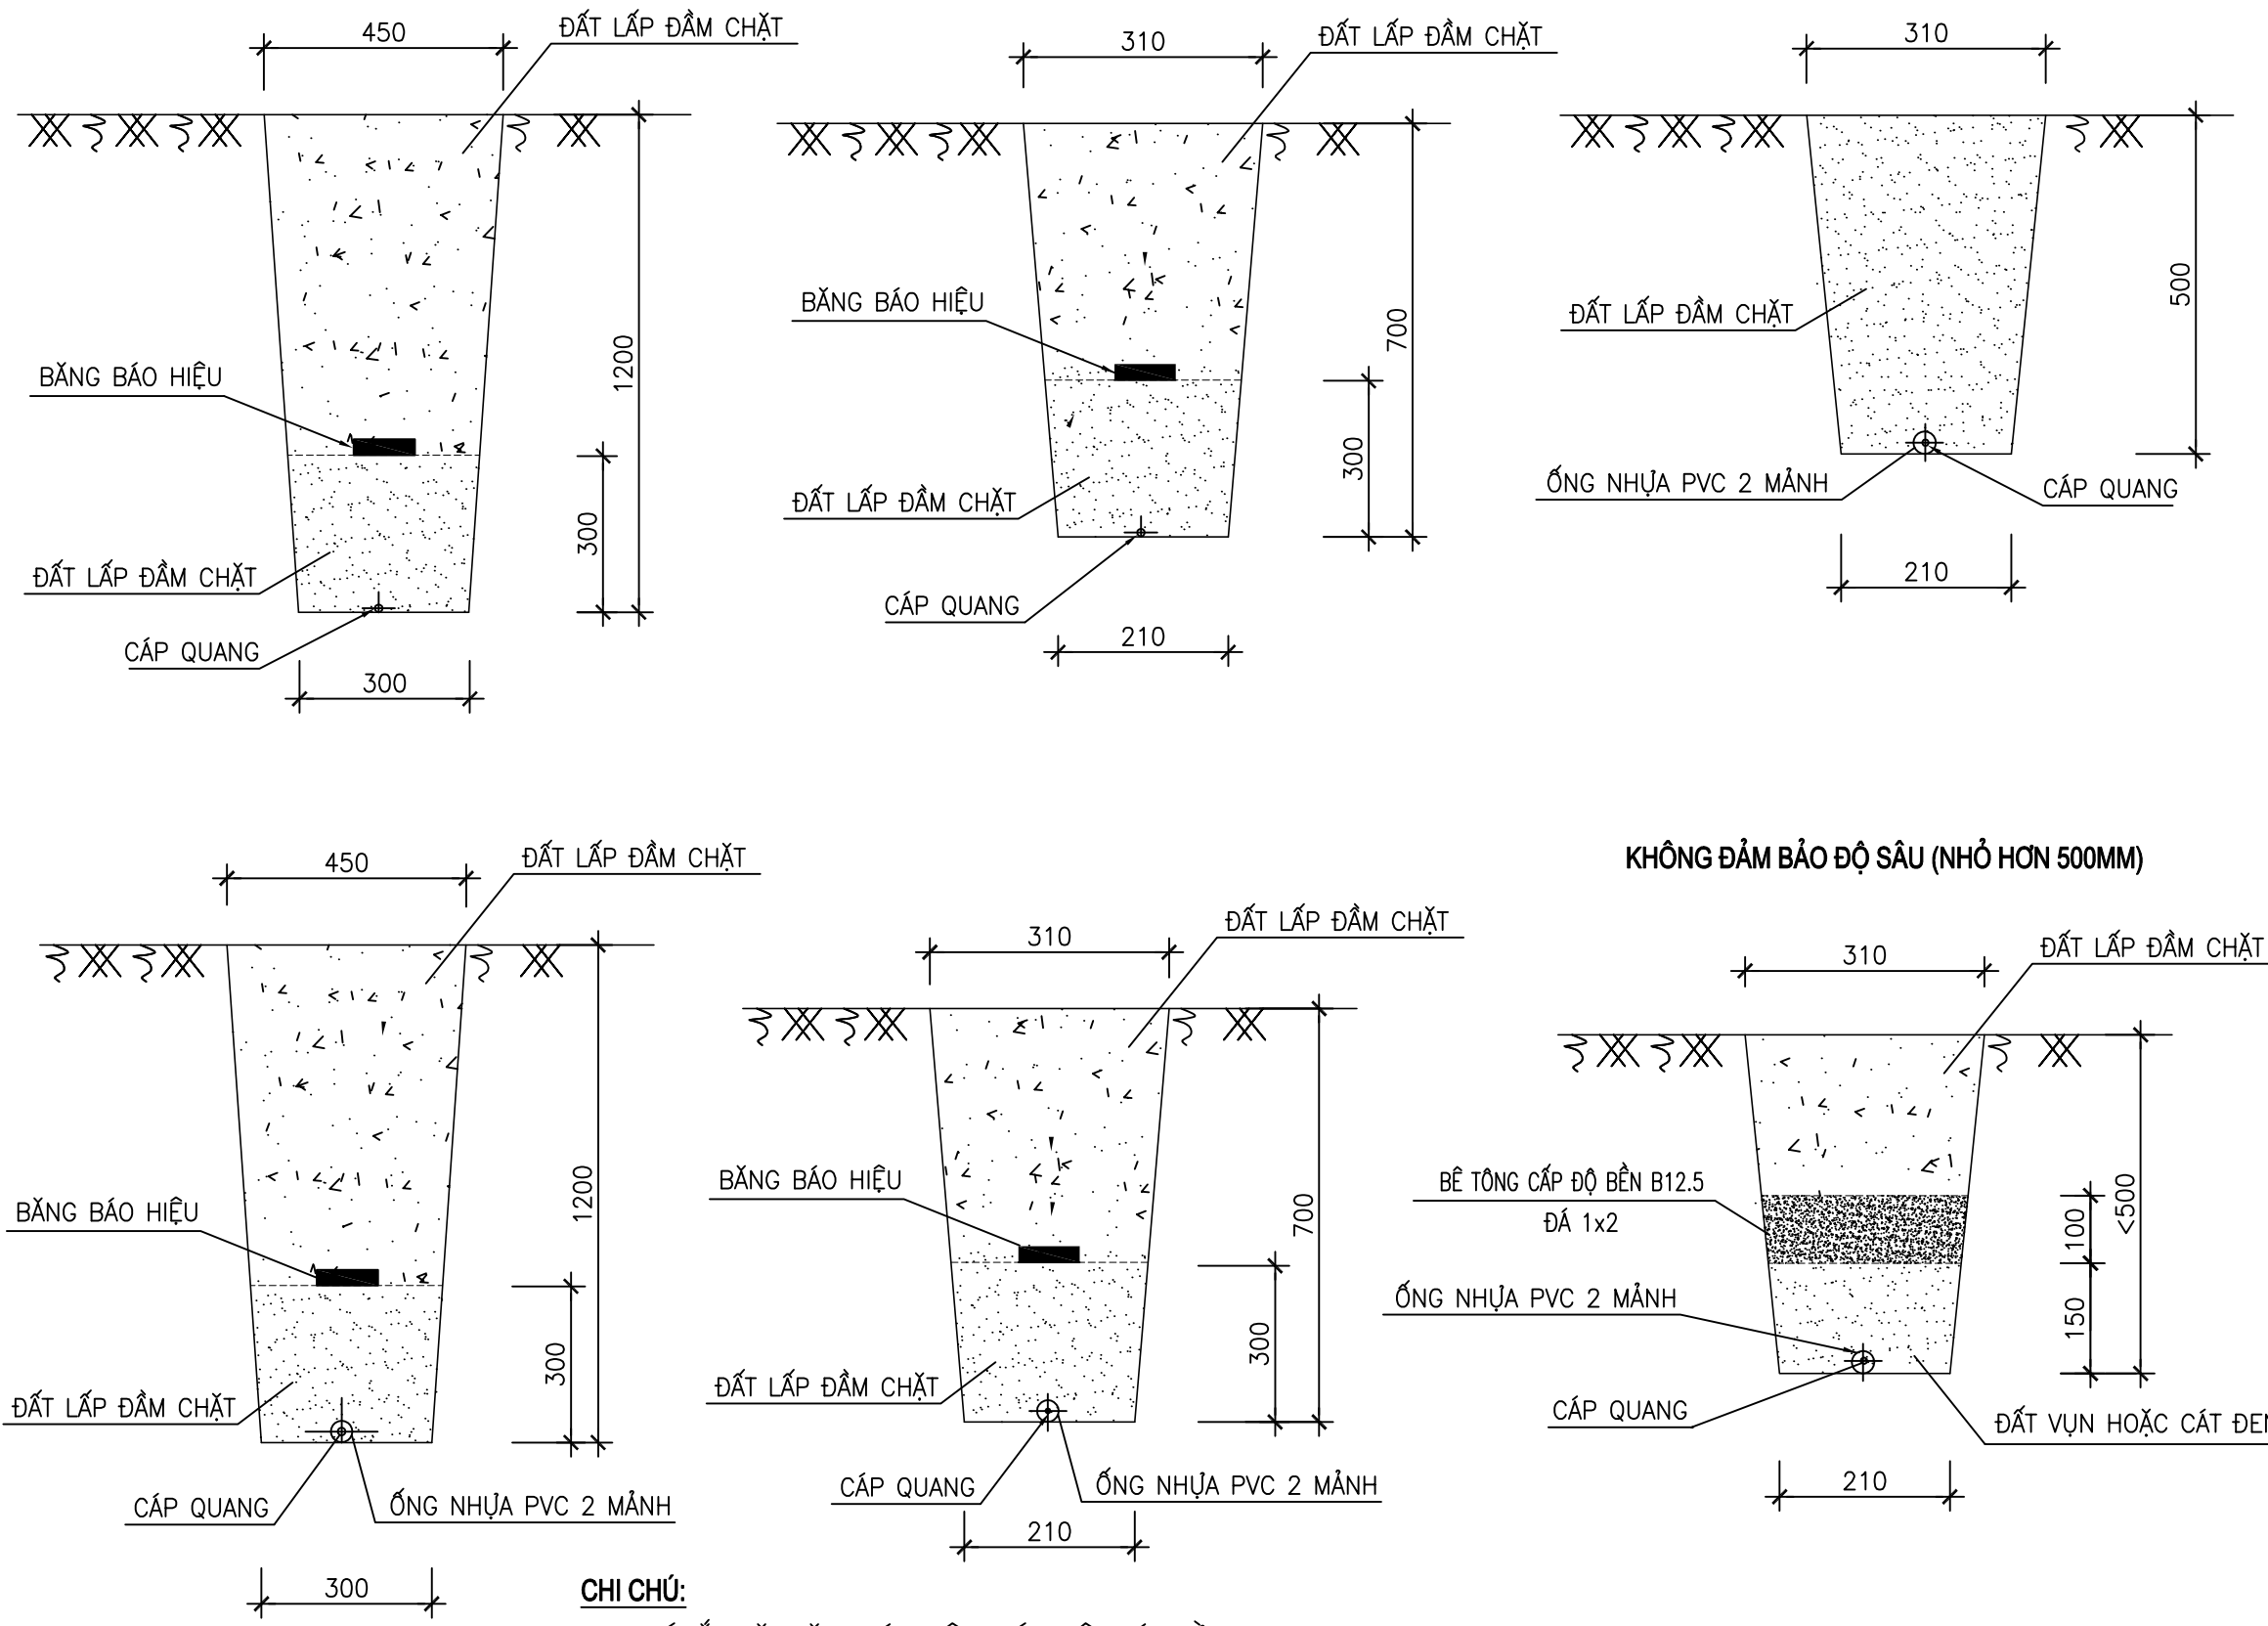 450
ĐẤT LẤP ĐẦM CHẶT
BĂNG BÁO HIỆU
1200
300
ĐẤT LẤP ĐẦM CHẶT
CÁP QUANG
300
310
ĐẤT LẤP ĐẦM CHẶT
BĂNG BÁO HIỆU
700
300
ĐẤT LẤP ĐẦM CHẶT
CÁP QUANG
210
310
500
ĐẤT LẤP ĐẦM CHẶT
ỐNG NHỰA PVC 2 MẢNH
CÁP QUANG
210
450
ĐẤT LẤP ĐẦM CHẶT
BĂNG BÁO HIỆU
1200
300
ĐẤT LẤP ĐẦM CHẶT
CÁP QUANG
ỐNG NHỰA PVC 2 MẢNH
300
310
ĐẤT LẤP ĐẦM CHẶT
BĂNG BÁO HIỆU
700
300
ĐẤT LẤP ĐẦM CHẶT
CÁP QUANG
ỐNG NHỰA PVC 2 MẢNH
210
KHÔNG ĐẢM BẢO ĐỘ SÂU (NHỎ HƠN 500MM)
310
ĐẤT LẤP ĐẦM CHẶT
BÊ TÔNG CẤP ĐỘ BỀN B12.5
ĐÁ 1x2
100
<500
150
ỐNG NHỰA PVC 2 MẢNH
CÁP QUANG
ĐẤT VỤN HOẶC CÁT ĐEN
210
CHI CHÚ: